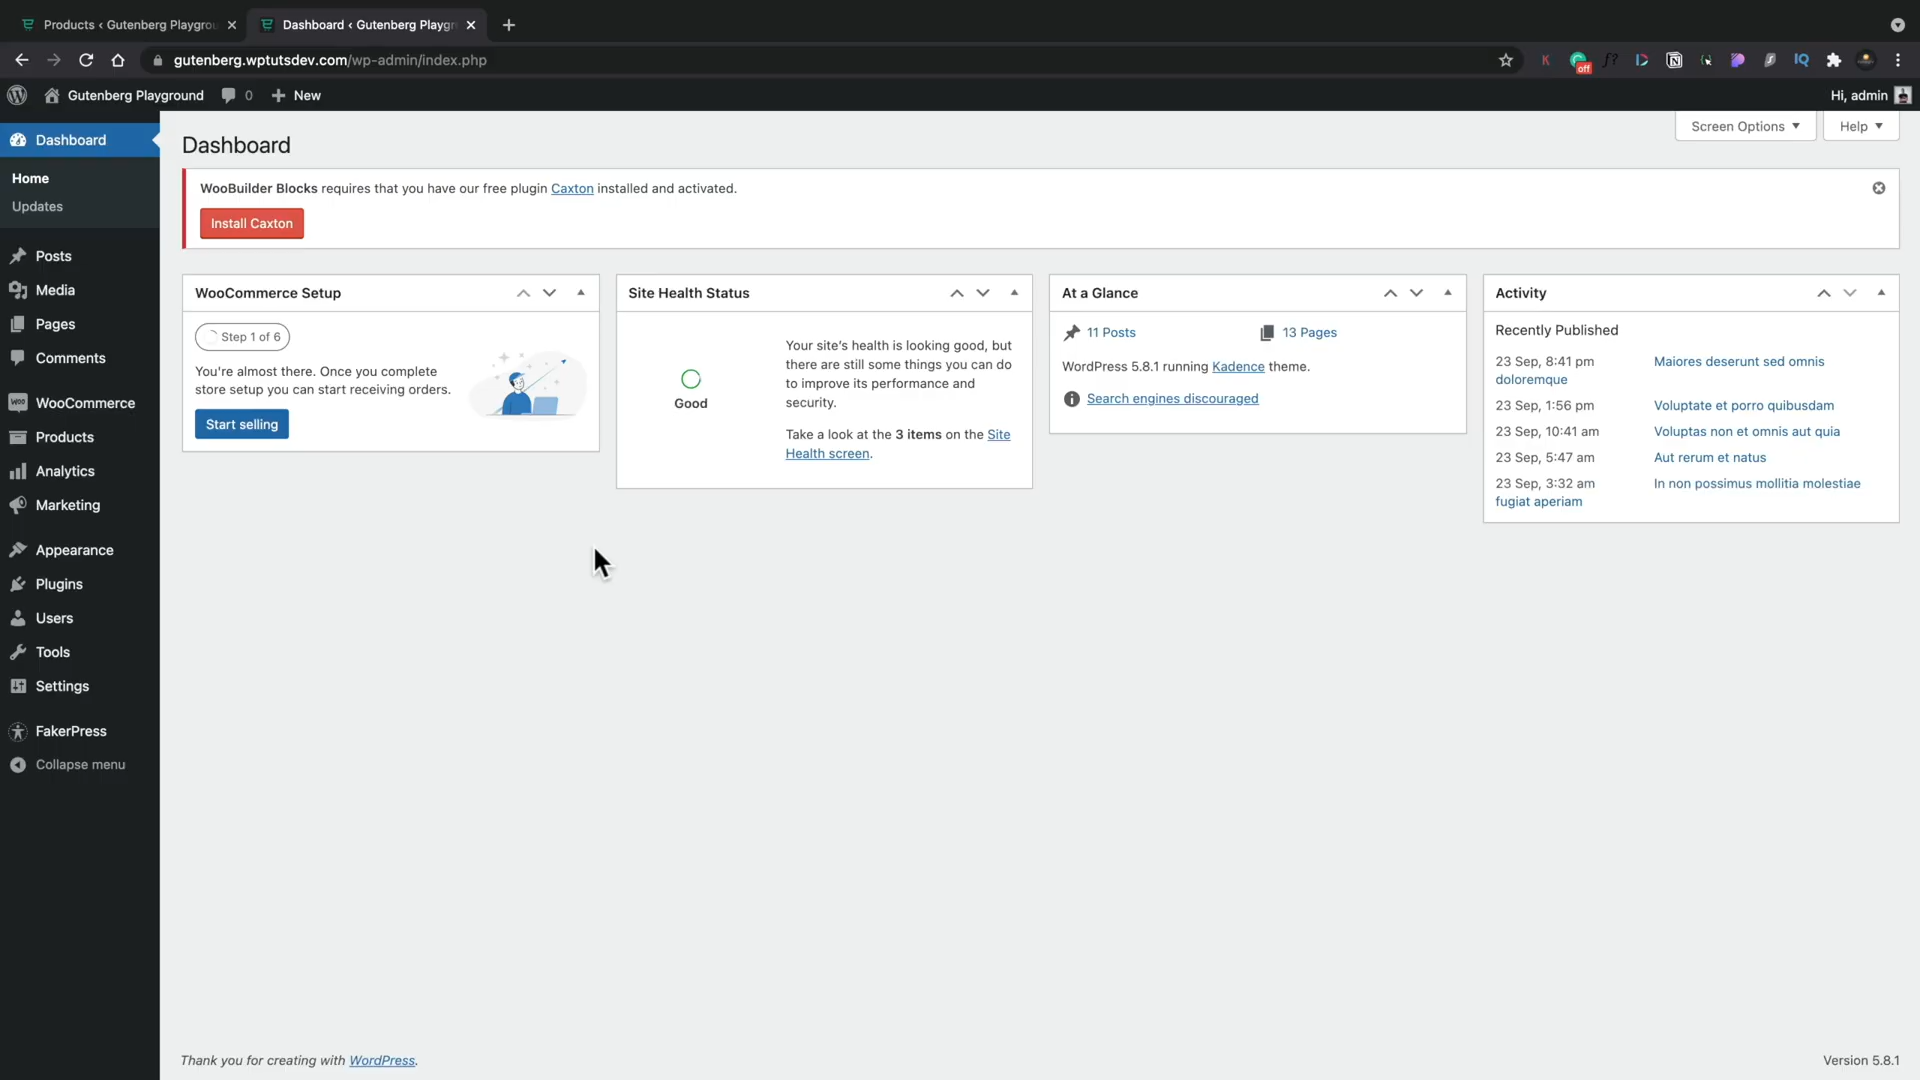 Products ‹ Gutenberg Playgrou
Dashboard ‹ Gutenberg Playgr
gutenberg.wptutsdev.com/wp-admin/index.php
off
Gutenberg Playground
0
New
Hi, admin
Dashboard
Home
Updates
Posts
Media
Pages
Comments
WooCommerce
Products
Analytics
Marketing
Appearance
Plugins
Users
Tools
Settings
FakerPress
Collapse menu
Dashboard
Screen Options
Help
WooBuilder Blocks requires that you have our free plugin Caxton installed and activated.
Install Caxton
WooCommerce Setup
Step 1 of 6
You're almost there. Once you complete
store setup you can start receiving orders.
Start selling
Site Health Status
Good
Your site's health is looking good, but
there are still some things you can do
to improve its performance and
security.
Take a look at the 3 items on the Site
Health screen.
At a Glance
11 Posts
13 Pages
WordPress 5.8.1 running Kadence theme.
Search engines discouraged
Activity
Recently Published
23 Sep, 8:41 pm Maiores deserunt sed omnis
doloremque
23 Sep, 1:56 pm Voluptate et porro quibusdam
23 Sep, 10:41 am Voluptas non et omnis aut quia
23 Sep, 5:47 am Aut rerum et natus
23 Sep, 3:32 am In non possimus mollitia molestiae
fugiat aperiam
Thank you for creating with WordPress.
Version 5.8.1